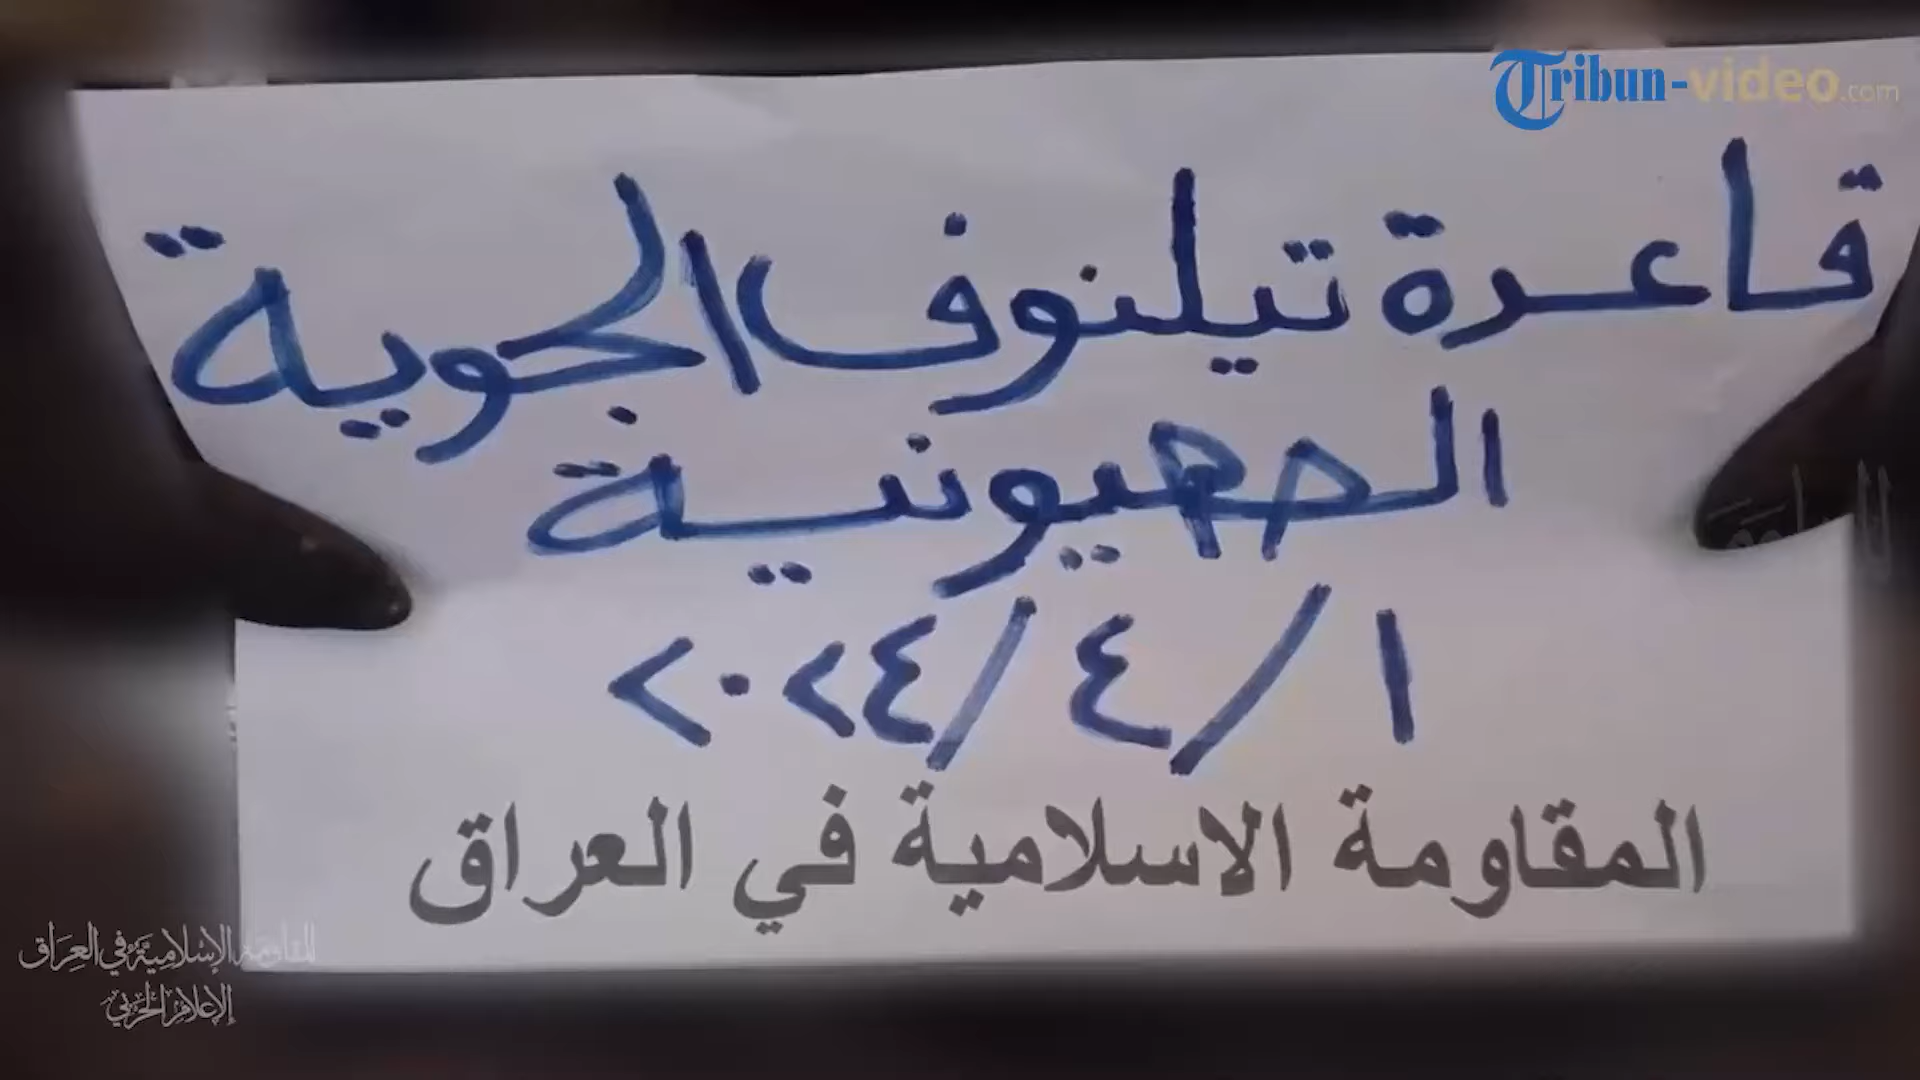 Tribun-video.com
قاعدة تيلنوف الجوية
الصهيونية
١/٤/٢٠٢٤
المقاومة الاسلامية في العراق
المقاومة الإسلامية في العراق
الإعلام الحربي